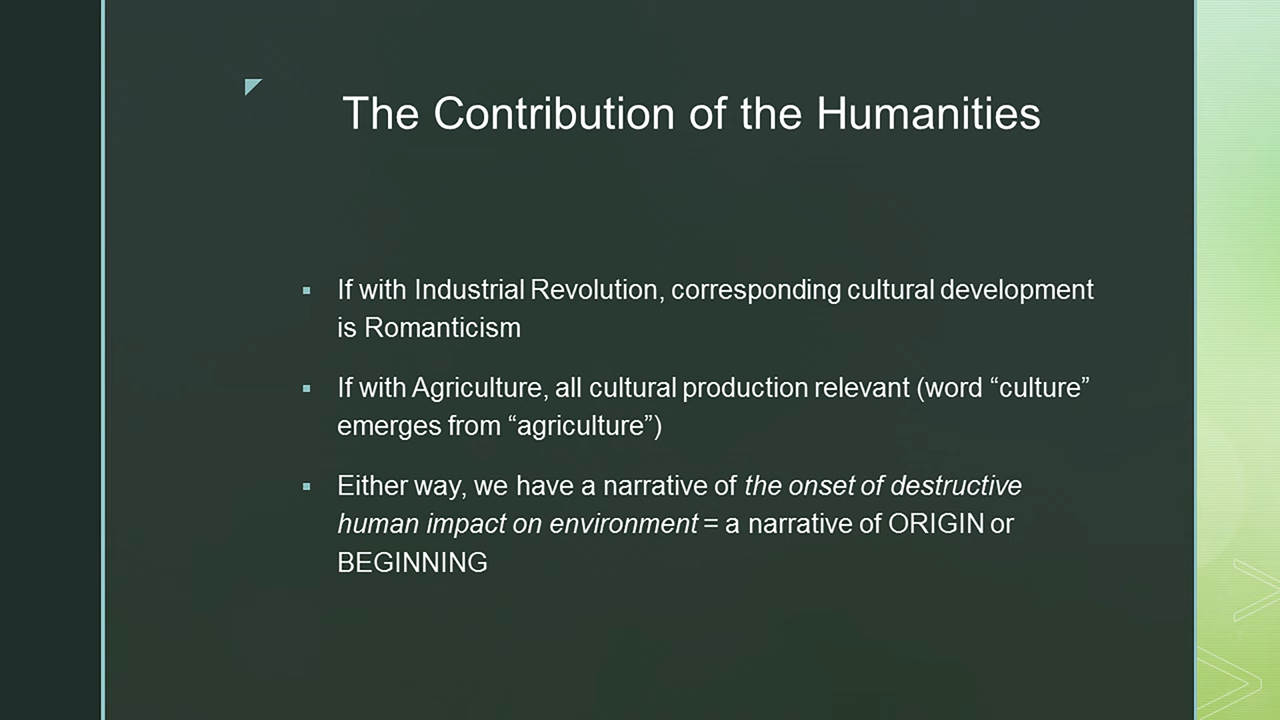 The Contribution of the Humanities
▪ If with Industrial Revolution, corresponding cultural development
is Romanticism
▪ If with Agriculture, all cultural production relevant (word “culture”
emerges from “agriculture”)
▪ Either way, we have a narrative of the onset of destructive
human impact on environment = a narrative of ORIGIN or
BEGINNING